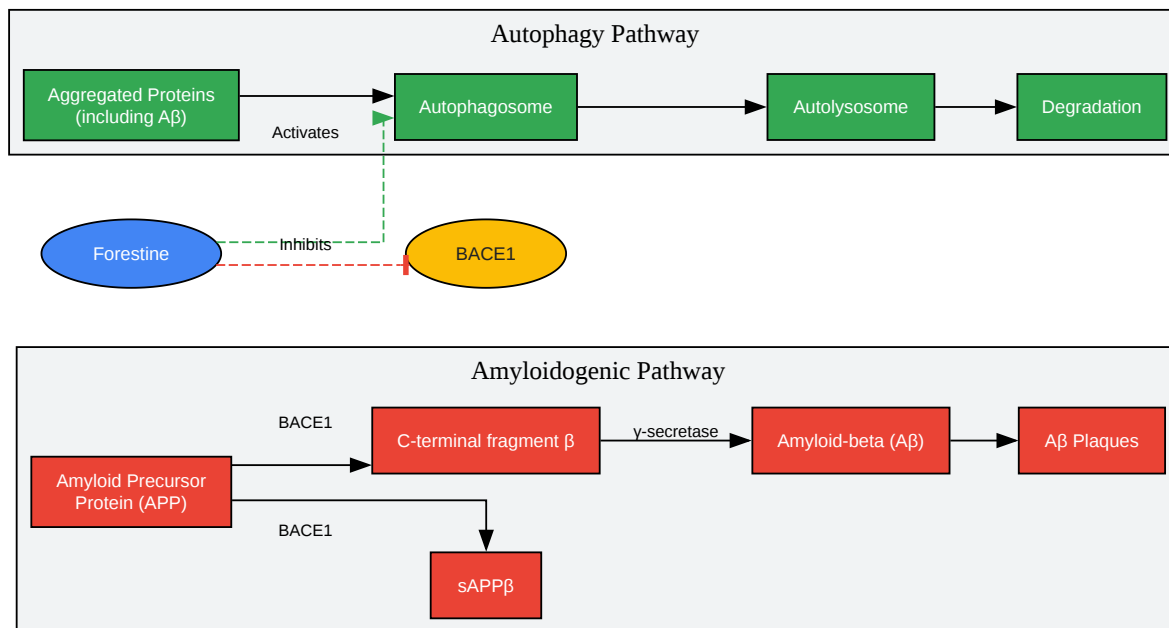 Autophagy Pathway
Aggregated Proteins
(including Aβ)
Activates
Autophagosome
Autolysosome
Degradation
Forestine
Inhibits
BACE1
Amyloidogenic Pathway
Amyloid Precursor
Protein (APP)
BACE1
C-terminal fragment β
γ-secretase
Amyloid-beta (Aβ)
Aβ Plaques
BACE1
sAPPβ